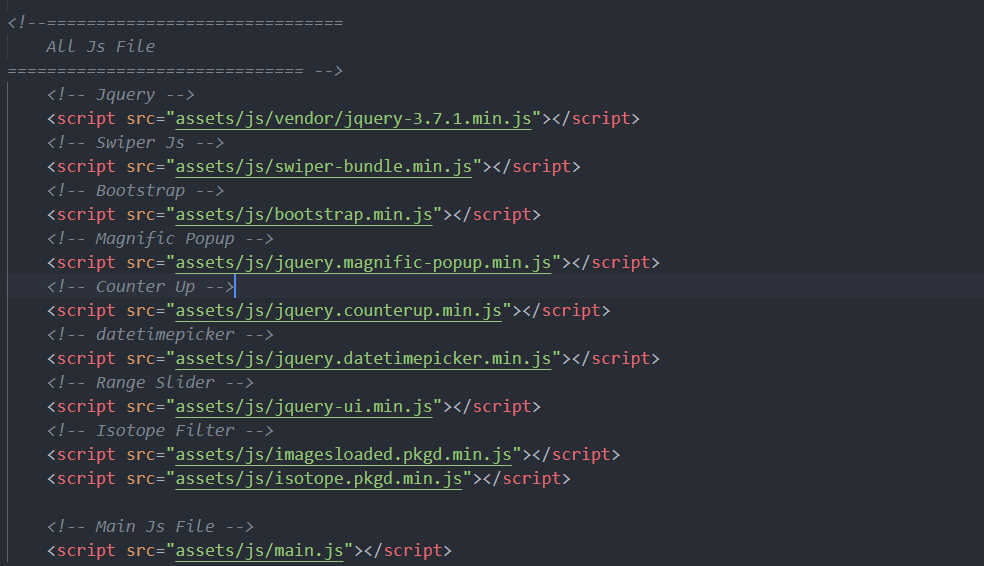 <!--==============================
All Js File
============================== -->
<!-- Jquery -->
<script src="assets/js/vendor/jquery-3.7.1.min.js"></script>
<!-- Swiper Js -->
<script src="assets/js/swiper-bundle.min.js"></script>
<!-- Bootstrap -->
<script src="assets/js/bootstrap.min.js"></script>
<!-- Magnific Popup -->
<script src="assets/js/jquery.magnific-popup.min.js"></script>
<!-- Counter Up -->
<script src="assets/js/jquery.counterup.min.js"></script>
<!-- datetimepicker -->
<script src="assets/js/jquery.datetimepicker.min.js"></script>
<!-- Range Slider -->
<script src="assets/js/jquery-ui.min.js"></script>
<!-- Isotope Filter -->
<script src="assets/js/imagesloaded.pkgd.min.js"></script>
<script src="assets/js/isotope.pkgd.min.js"></script>
<!-- Main Js File -->
<script src="assets/js/main.js"></script>